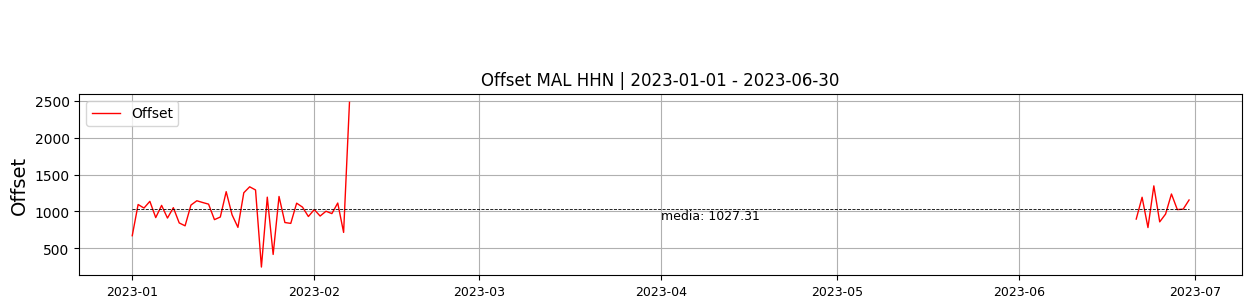 Offset MAL HHN | 2023-01-01 - 2023-06-30
Offset
2500
2000
1500
1000
500
Offset
media: 1027.31
2023-01 2023-02 2023-03 2023-04 2023-05 2023-06 2023-07